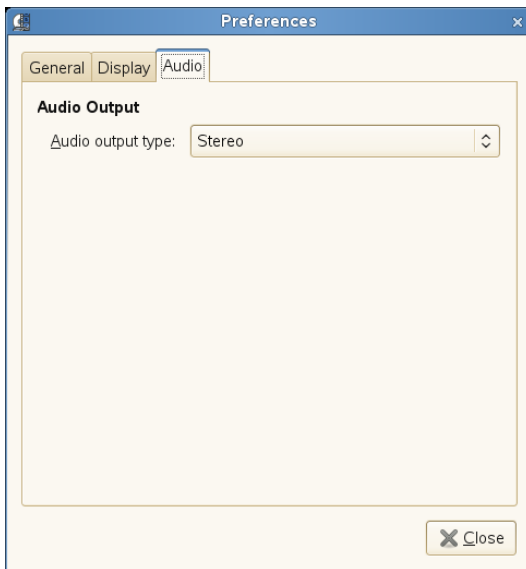 Preferences
General Display Audio
Audio Output
Audio output type: Stereo
Close